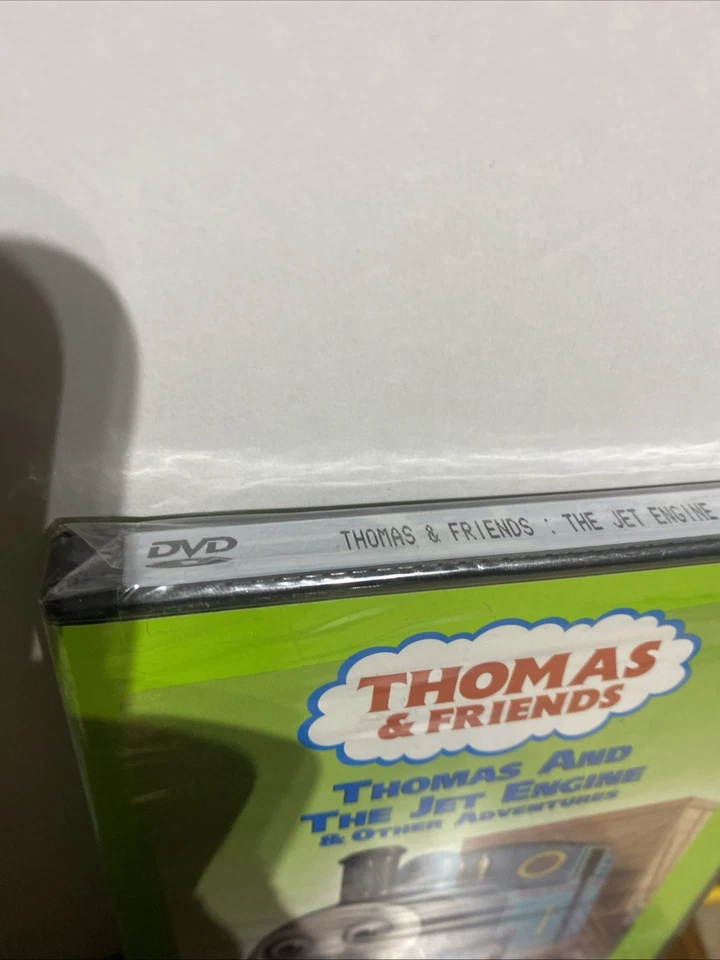 DVD
THOMAS & FRIENDS : THE JET ENGINE
THOMAS
& FRIENDS
THOMAS AND
THE JET ENGINE
& OTHER ADVENTURES